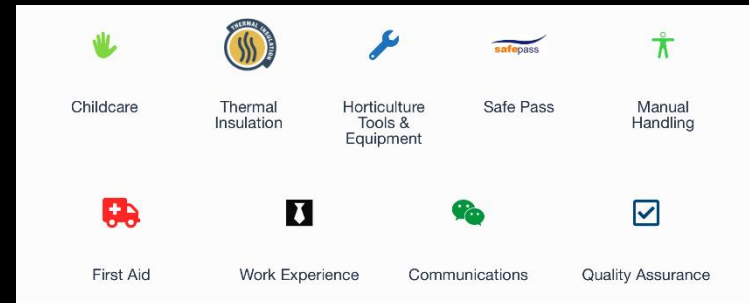 THERMAL INSULATION
safepass
Childcare
Thermal
Insulation
Horticulture
Tools &
Equipment
Safe Pass
Manual
Handling
First Aid
Work Experience
Communications
Quality Assurance